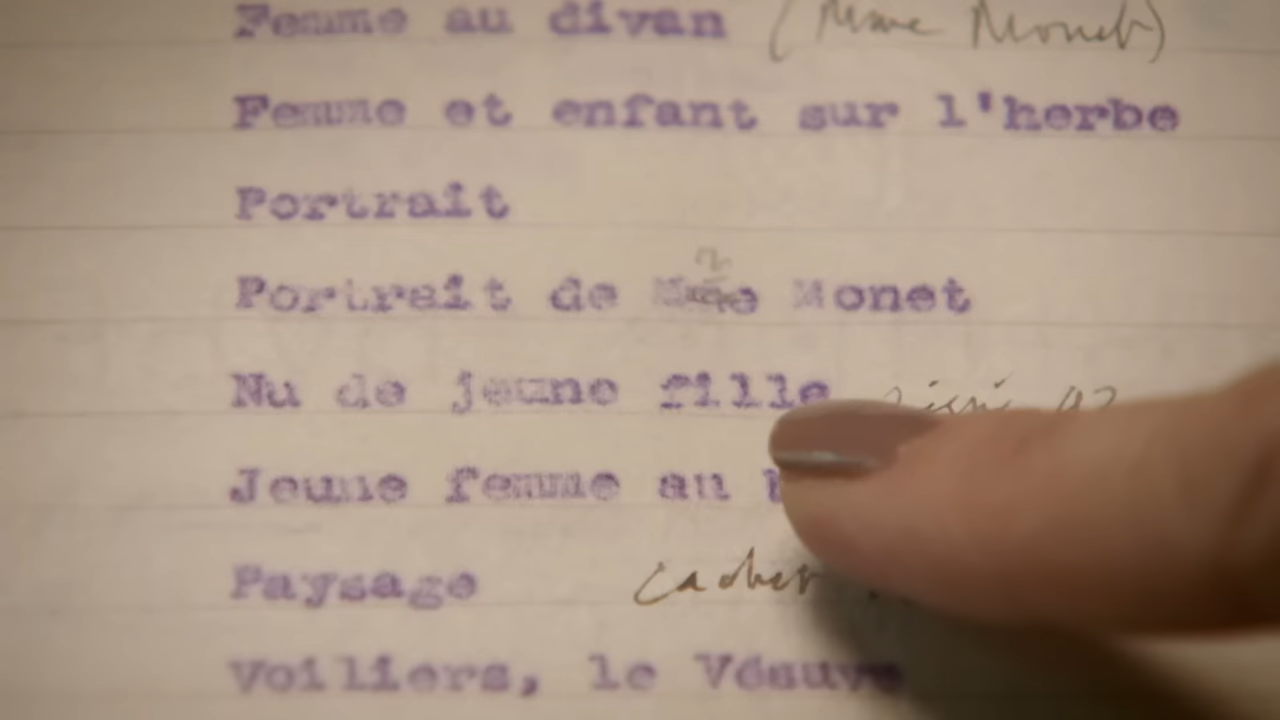 Femme au divan (Mme Monet)
Femme et enfant sur l'herbe
Portrait
Portrait de Mme Monet
Nu de jeune fille
Jeune femme au
Paysage cachet
Voiliers, le Vésuve